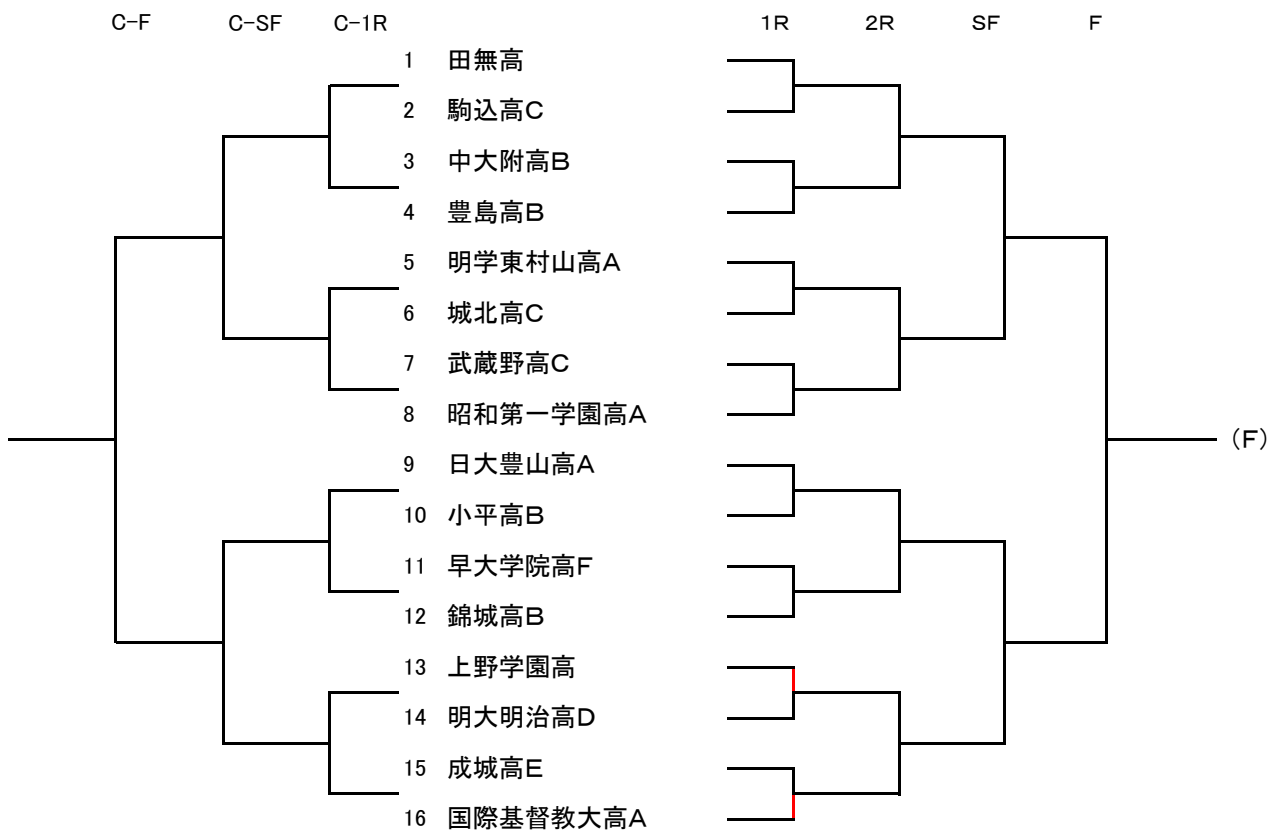 C-F C-SF C-1R 1R 2R SF F
1 田無高
2 駒込高C
3 中大附高B
4 豊島高B
5 明学東村山高A
6 城北高C
7 武蔵野高C
8 昭和第一学園高A
(F)
9 日大豊山高A
10 小平高B
11 早大学院高F
12 錦城高B
13 上野学園高
14 明大明治高D
15 成城高E
16 国際基督教大高A